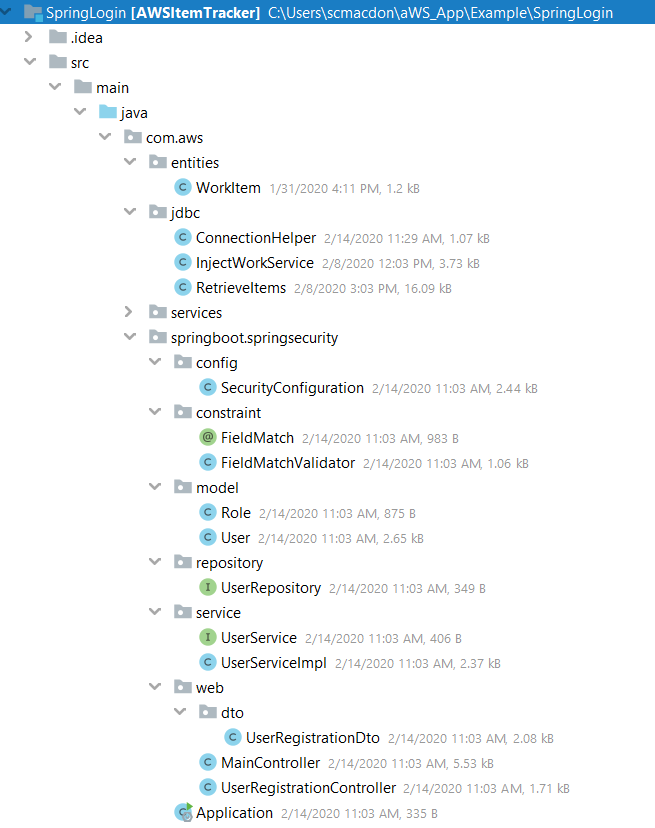 SpringLogin [AWSItemTracker] C:\Users\scmacdon\aWS_App\Example\SpringLogin
.idea
src
main
java
com.aws
entities
C WorkItem 1/31/2020 4:11 PM, 1.2 kB
jdbc
C ConnectionHelper 2/14/2020 11:29 AM, 1.07 kB
C InjectWorkService 2/8/2020 12:03 PM, 3.73 kB
C RetrieveItems 2/8/2020 3:03 PM, 16.09 kB
services
springboot.springsecurity
config
C SecurityConfiguration 2/14/2020 11:03 AM, 2.44 kB
constraint
@ FieldMatch 2/14/2020 11:03 AM, 983 B
C FieldMatchValidator 2/14/2020 11:03 AM, 1.06 kB
model
C Role 2/14/2020 11:03 AM, 875 B
C User 2/14/2020 11:03 AM, 2.65 kB
repository
I UserRepository 2/14/2020 11:03 AM, 349 B
service
I UserService 2/14/2020 11:03 AM, 406 B
C UserServiceImpl 2/14/2020 11:03 AM, 2.37 kB
web
dto
C UserRegistrationDto 2/14/2020 11:03 AM, 2.08 kB
C MainController 2/14/2020 11:03 AM, 5.53 kB
C UserRegistrationController 2/14/2020 11:03 AM, 1.71 kB
C Application 2/14/2020 11:03 AM, 335 B